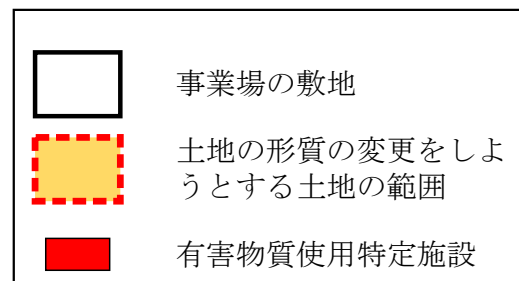 事業場の敷地
土地の形質の変更をしよ
うとする土地の範囲
有害物質使用特定施設